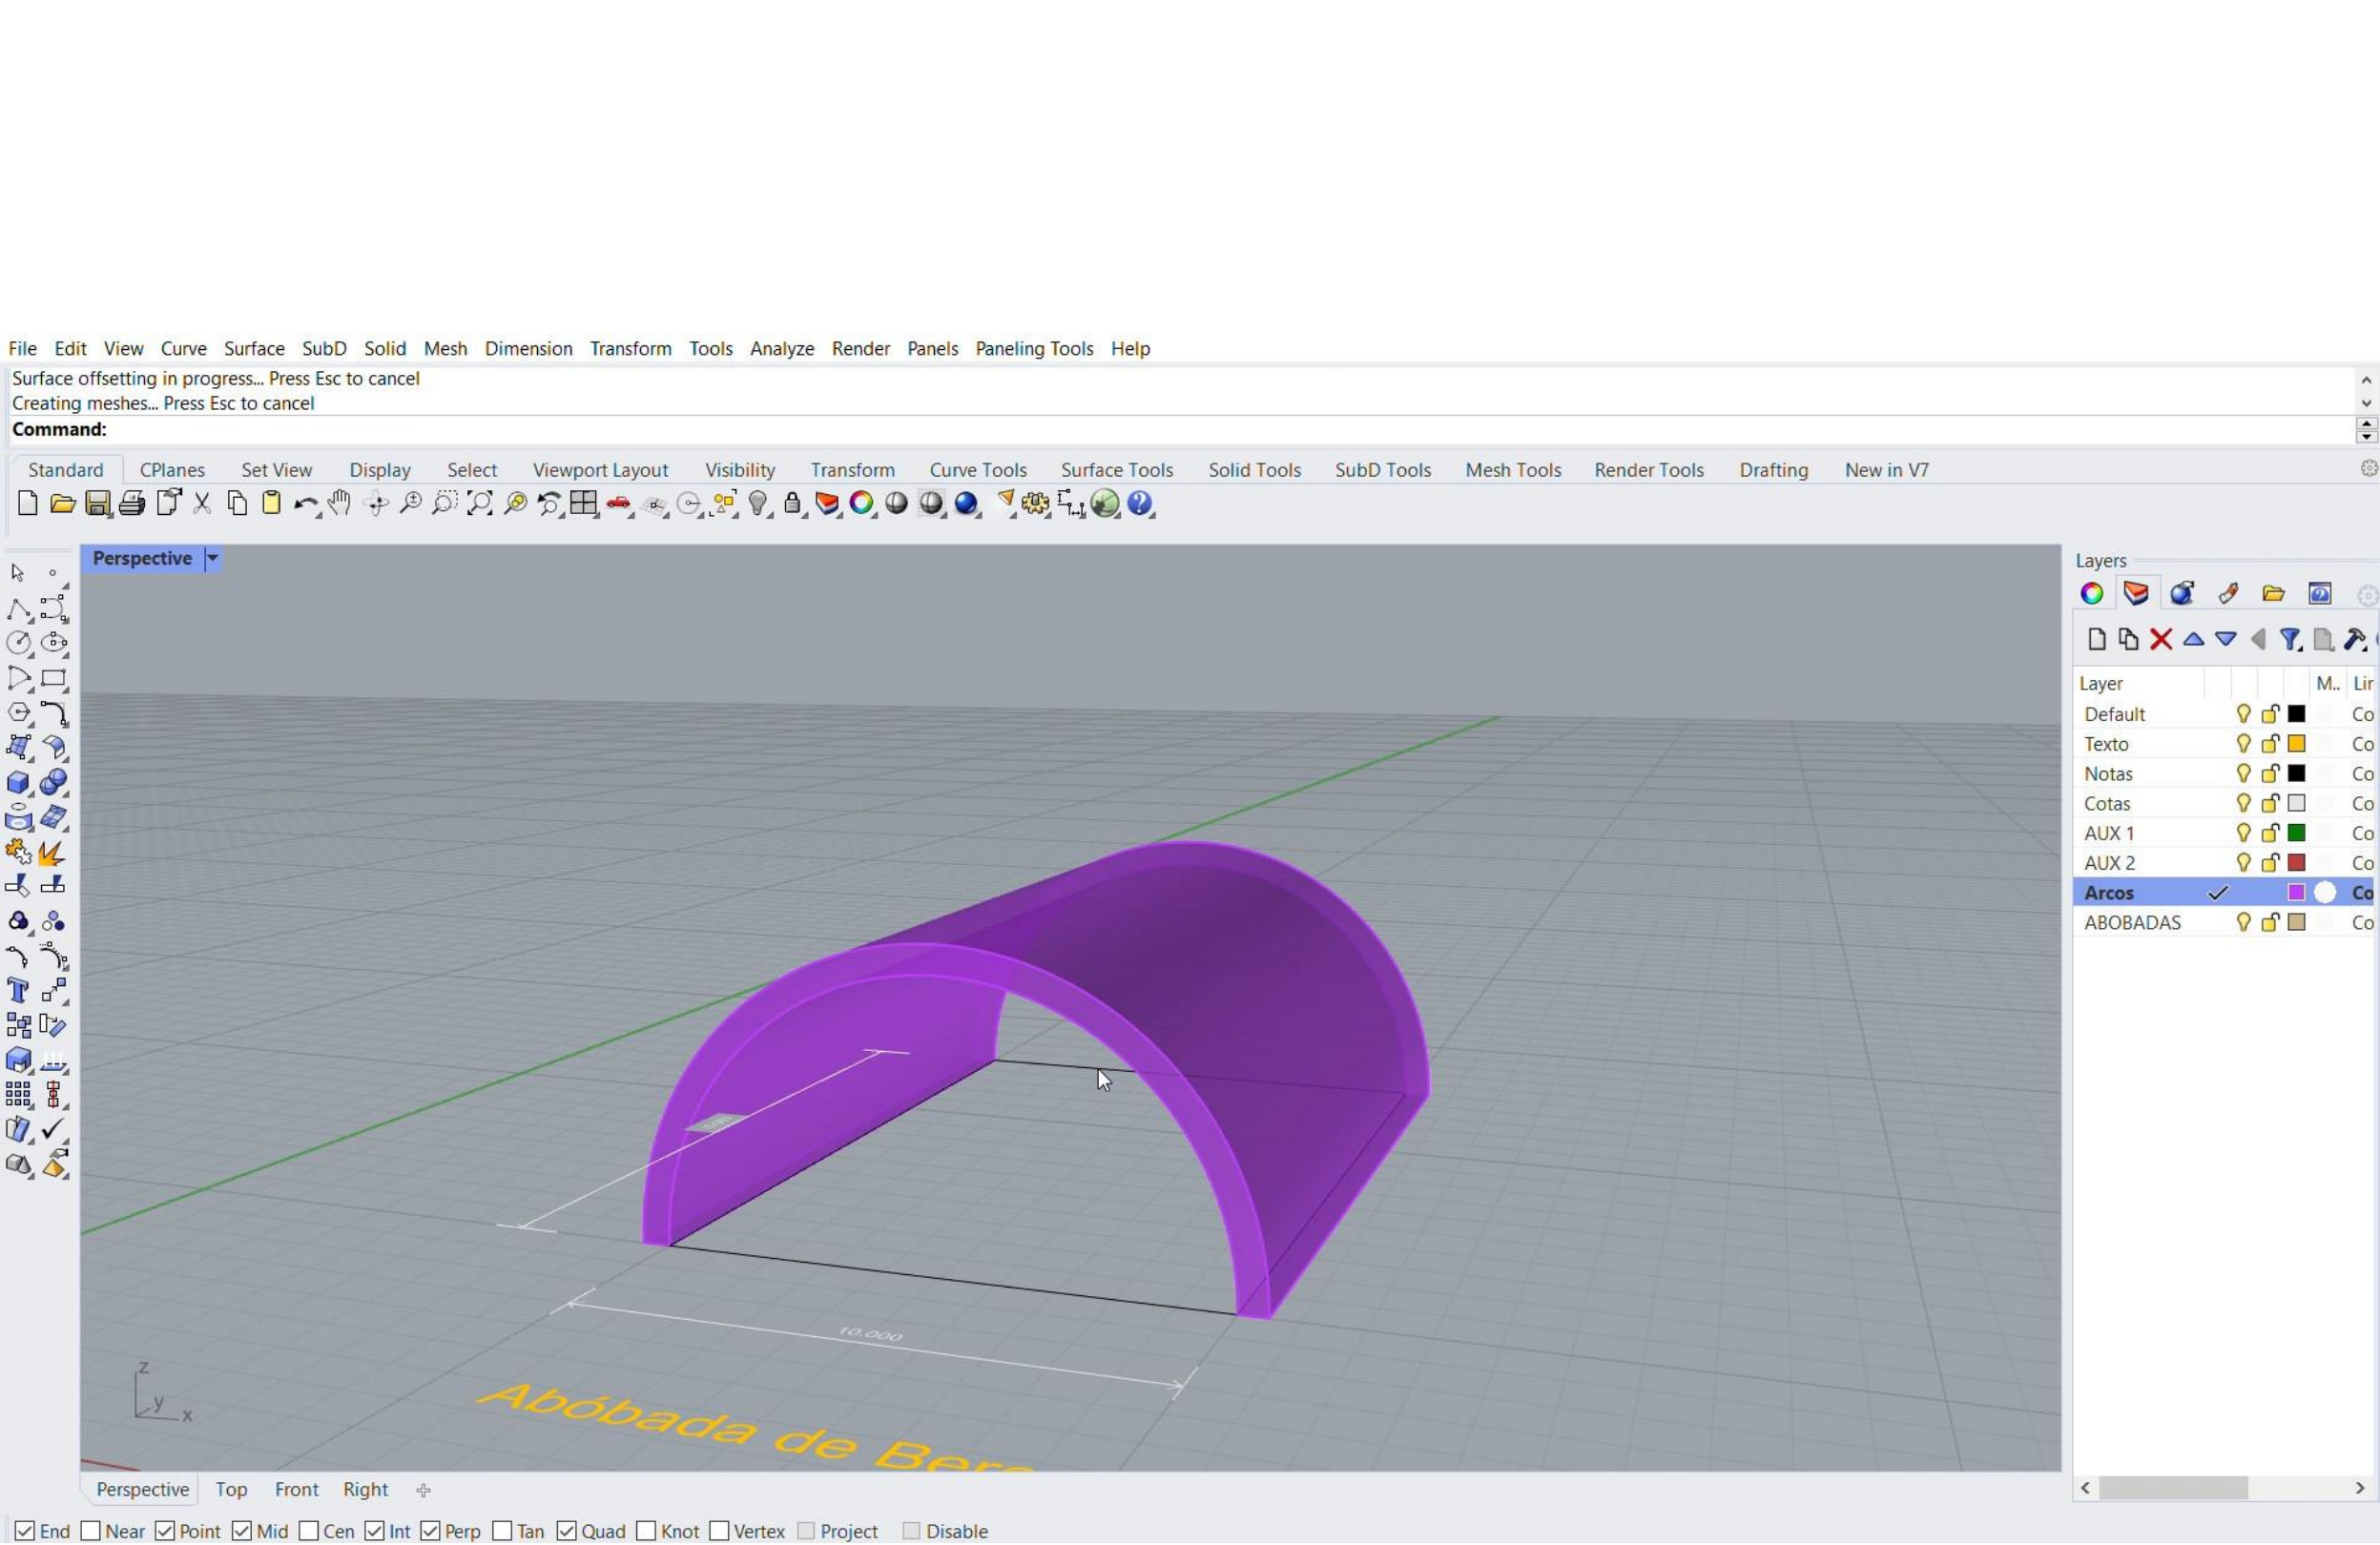 File Edit View Curve Surface SubD Solid Mesh Dimension Transform Tools Analyze Render Panels Paneling Tools Help
Surface offsetting in progress... Press Esc to cancel
Creating meshes... Press Esc to cancel
Command:
Standard CPlanes Set View Display Select Viewport Layout Visibility Transform Curve Tools Surface Tools Solid Tools SubD Tools Mesh Tools Render Tools Drafting New in V7
Perspective
Layers
Layer M.. Lir
Default Co
Texto Co
Notas Co
Cotas Co
AUX 1 Co
AUX 2 Co
Arcos Co
ABOBADAS Co
10.000
Abóbada de
z
y x
Perspective Top Front Right
End Near Point Mid Cen Int Perp Tan Quad Knot Vertex Project Disable